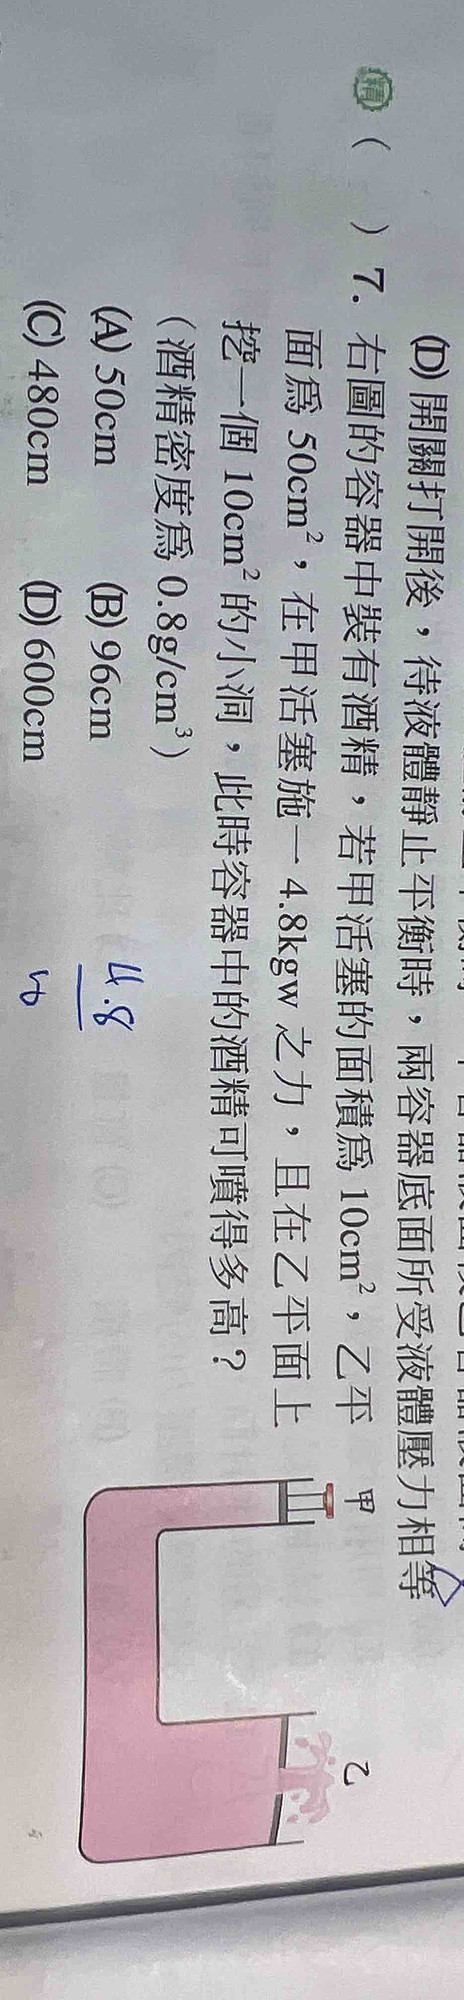 (D) 開關打開後，待液體靜止平衡時，兩容器底面所受液體壓力相等
精 (　) 7. 右圖的容器中裝有酒精，若甲活塞的面積為 10cm²，乙平
面為 50cm²，在甲活塞施一 4.8kgw 之力，且在乙平面上
挖一個 10cm² 的小洞，此時容器中的酒精可噴得多高？
（酒精密度為 0.8g/cm³）
(A) 50cm　(B) 96cm
(C) 480cm　(D) 600cm
4.8
甲
乙